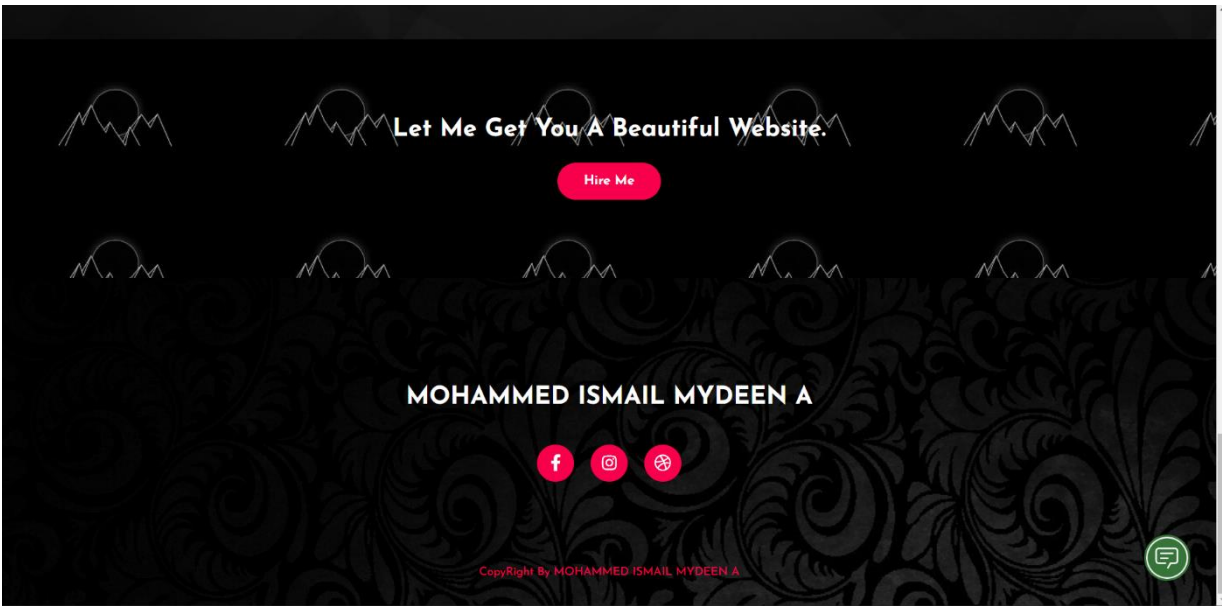 Let Me Get You A Beautiful Website.
Hire Me
MOHAMMED ISMAIL MYDEEN A
CopyRight By MOHAMMED ISMAIL MYDEEN A